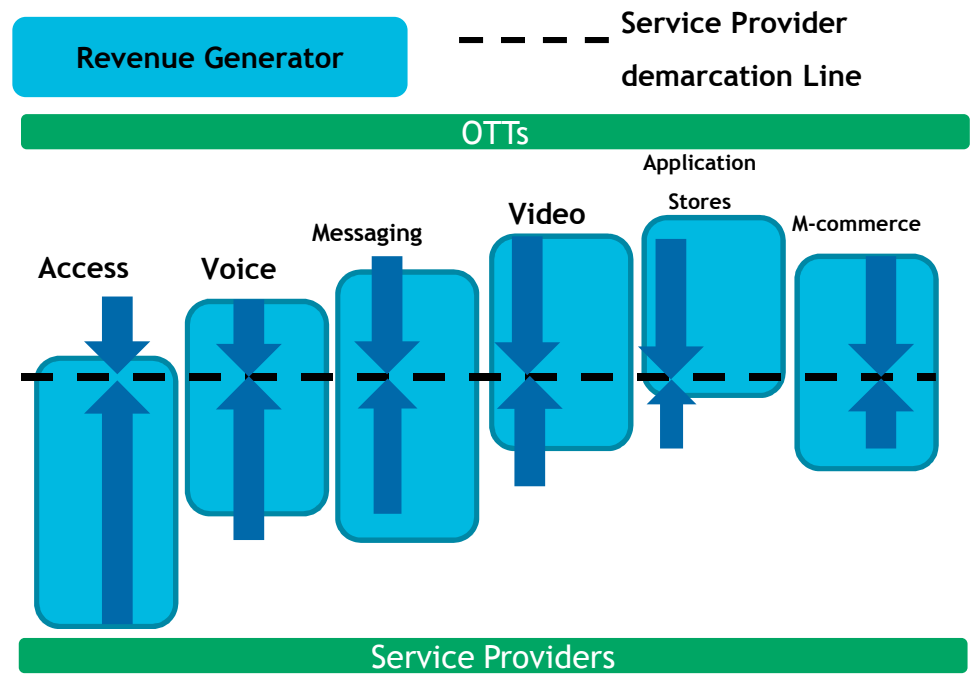 Revenue Generator
Service Provider
demarcation Line
OTTs
Application
Stores
Video
M-commerce
Messaging
Voice
Access
Service Providers